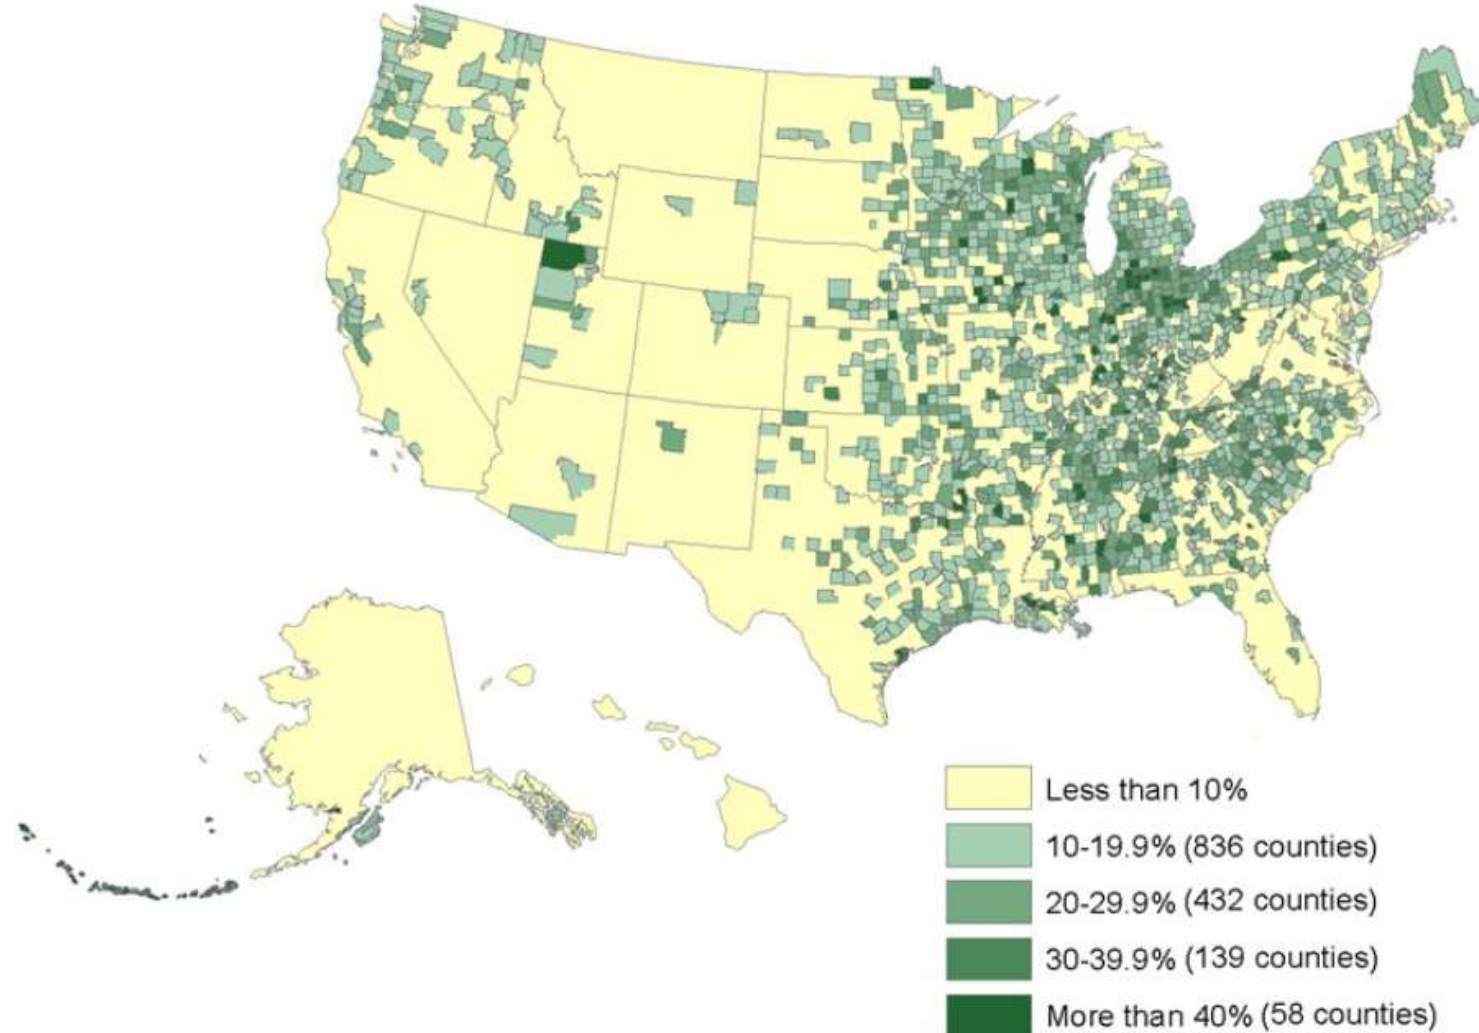 Less than 10%
10-19.9% (836 counties)
20-29.9% (432 counties)
30-39.9% (139 counties)
More than 40% (58 counties)